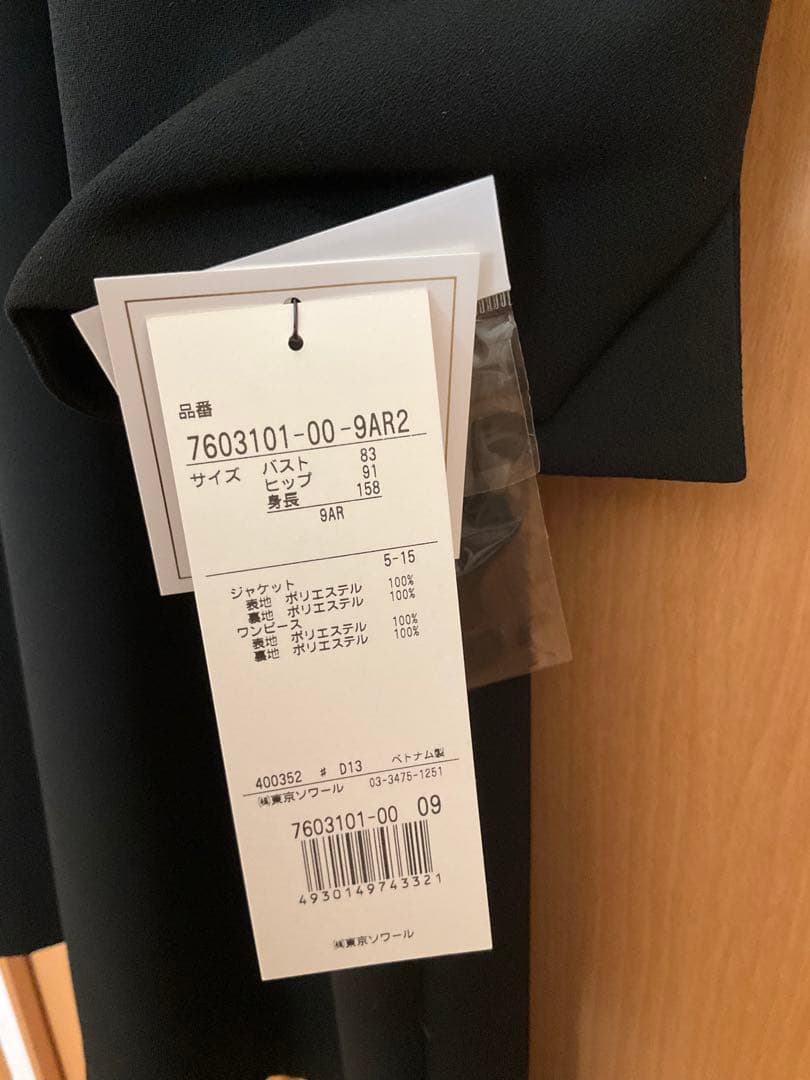 品番
7603101-00-9AR2
サイズ バスト 83
ヒップ 91
身長 158
9AR
5-15
ジャケット
表地 ポリエステル 100%
裏地 ポリエステル 100%
ワンピース
表地 ポリエステル 100%
裏地 ポリエステル 100%
400352 # D13 ベトナム製
㈱東京ソワール 03-3475-1251
7603101-00 09
4930149743321
㈱東京ソワール